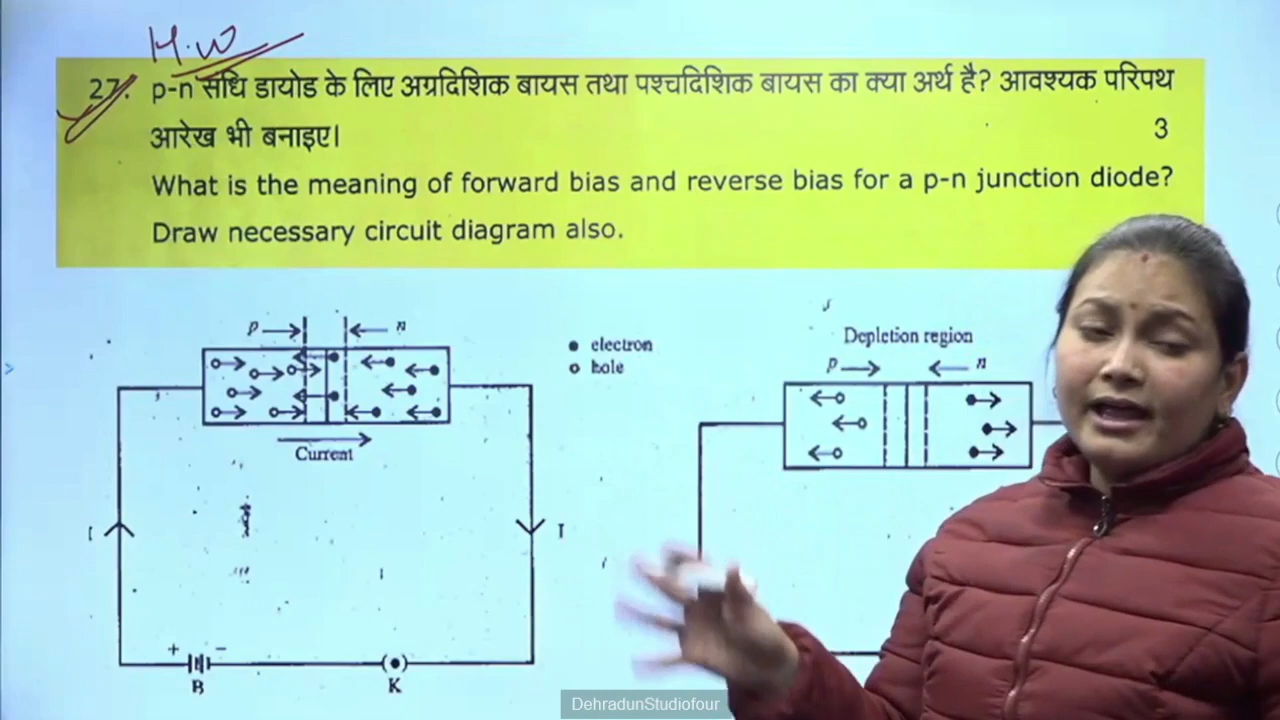 H.W
27. p-n संधि डायोड के लिए अग्रदिशिक बायस तथा पश्चदिशिक बायस का क्या अर्थ है? आवश्यक परिपथ
आरेख भी बनाइए।
3
What is the meaning of forward bias and reverse bias for a p-n junction diode?
Draw necessary circuit diagram also.
p n
electron
hole
Current
I I
+ −
B K
Depletion region
p n
DehradunStudiofour